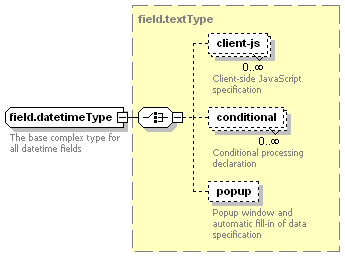 field.textType
client-js
0..∞
Client-side JavaScript
specification
field.datetimeType
The base complex type for
all datetime fields
conditional
0..∞
Conditional processing
declaration
popup
Popup window and
automatic fill-in of data
specification